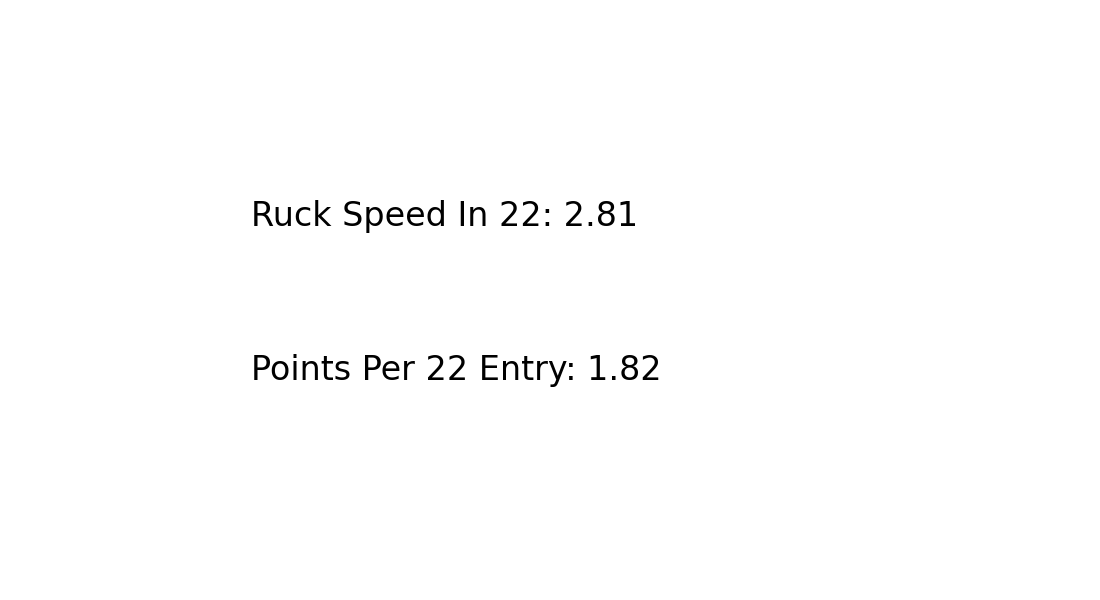 Ruck Speed In 22: 2.81
Points Per 22 Entry: 1.82